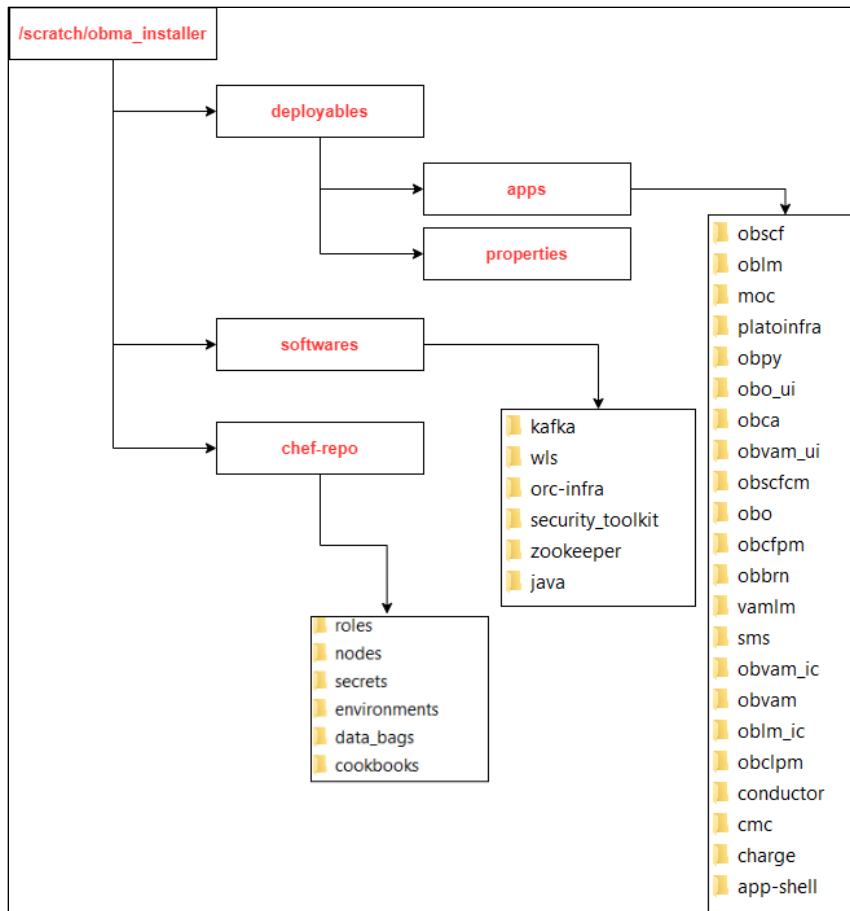 /scratch/obma_installer
deployables
apps
properties
obscf
oblm
moc
platoinfra
obpy
obo_ui
obca
obvam_ui
obscfcm
obo
obcfpm
obbrn
vamlm
sms
obvam_ic
obvam
oblm_ic
obclpm
conductor
cmc
charge
app-shell
softwares
kafka
wls
orc-infra
security_toolkit
zookeeper
java
chef-repo
roles
nodes
secrets
environments
data_bags
cookbooks